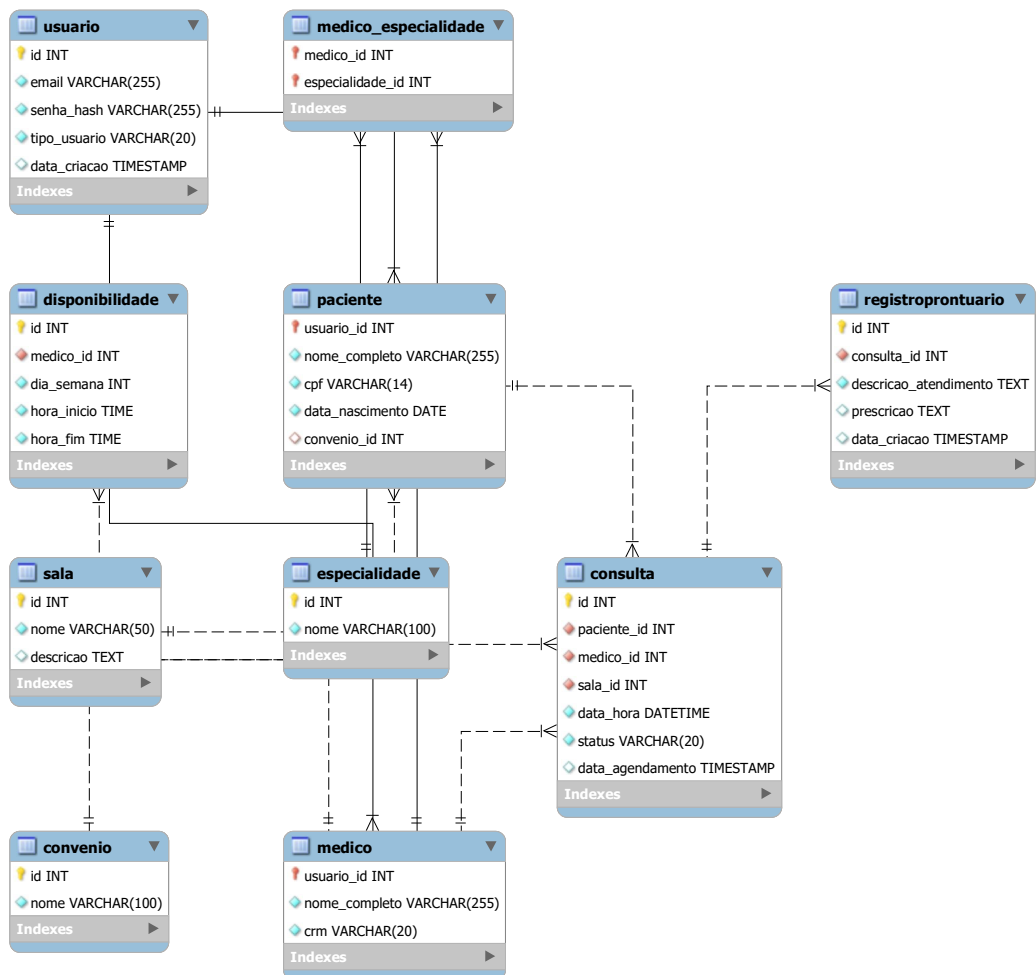 usuario
id INT
email VARCHAR(255)
senha_hash VARCHAR(255)
tipo_usuario VARCHAR(20)
data_criacao TIMESTAMP
Indexes
medico_especialidade
medico_id INT
especialidade_id INT
Indexes
disponibilidade
id INT
medico_id INT
dia_semana INT
hora_inicio TIME
hora_fim TIME
Indexes
paciente
usuario_id INT
nome_completo VARCHAR(255)
cpf VARCHAR(14)
data_nascimento DATE
convenio_id INT
Indexes
registroprontuario
id INT
consulta_id INT
descricao_atendimento TEXT
prescricao TEXT
data_criacao TIMESTAMP
Indexes
sala
id INT
nome VARCHAR(50)
descricao TEXT
Indexes
especialidade
id INT
nome VARCHAR(100)
Indexes
consulta
id INT
paciente_id INT
medico_id INT
sala_id INT
data_hora DATETIME
status VARCHAR(20)
data_agendamento TIMESTAMP
Indexes
convenio
id INT
nome VARCHAR(100)
Indexes
medico
usuario_id INT
nome_completo VARCHAR(255)
crm VARCHAR(20)
Indexes